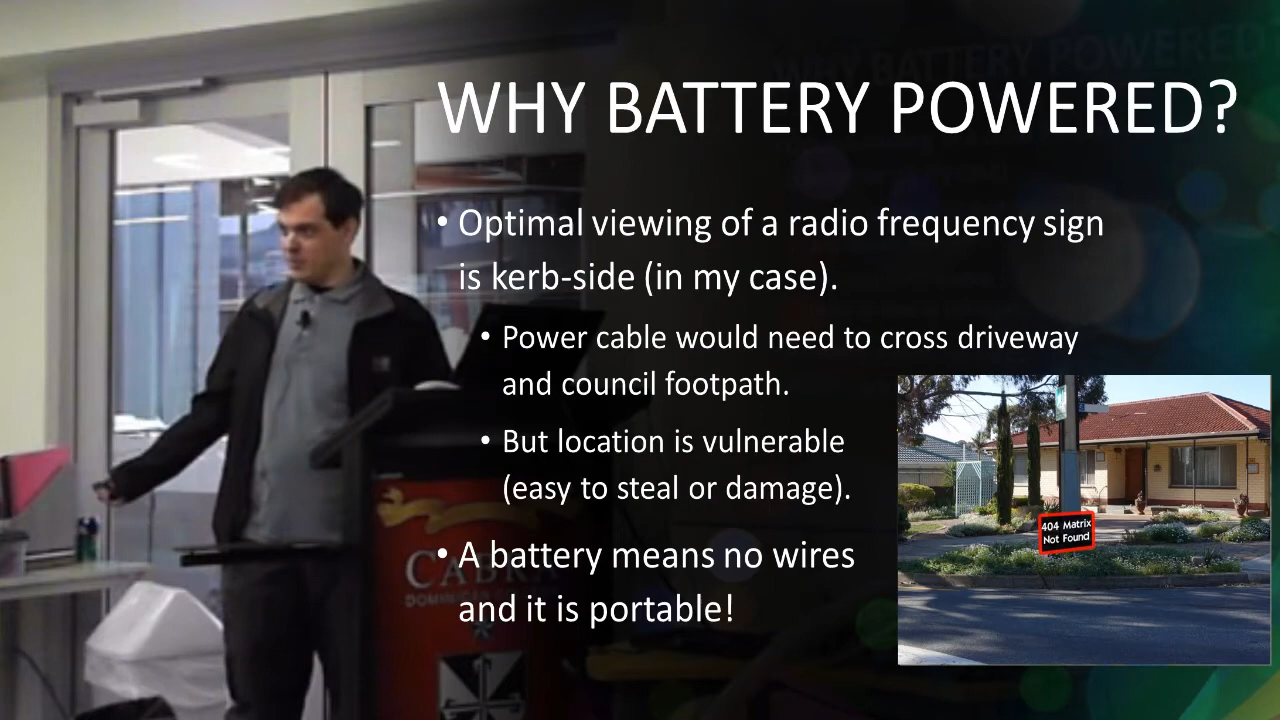 WHY BATTERY POWERED?
• Optimal viewing of a radio frequency sign
is kerb-side (in my case).
• Power cable would need to cross driveway
and council footpath.
• But location is vulnerable
(easy to steal or damage).
• A battery means no wires
and it is portable!
404 Matrix
Not Found
CABRA